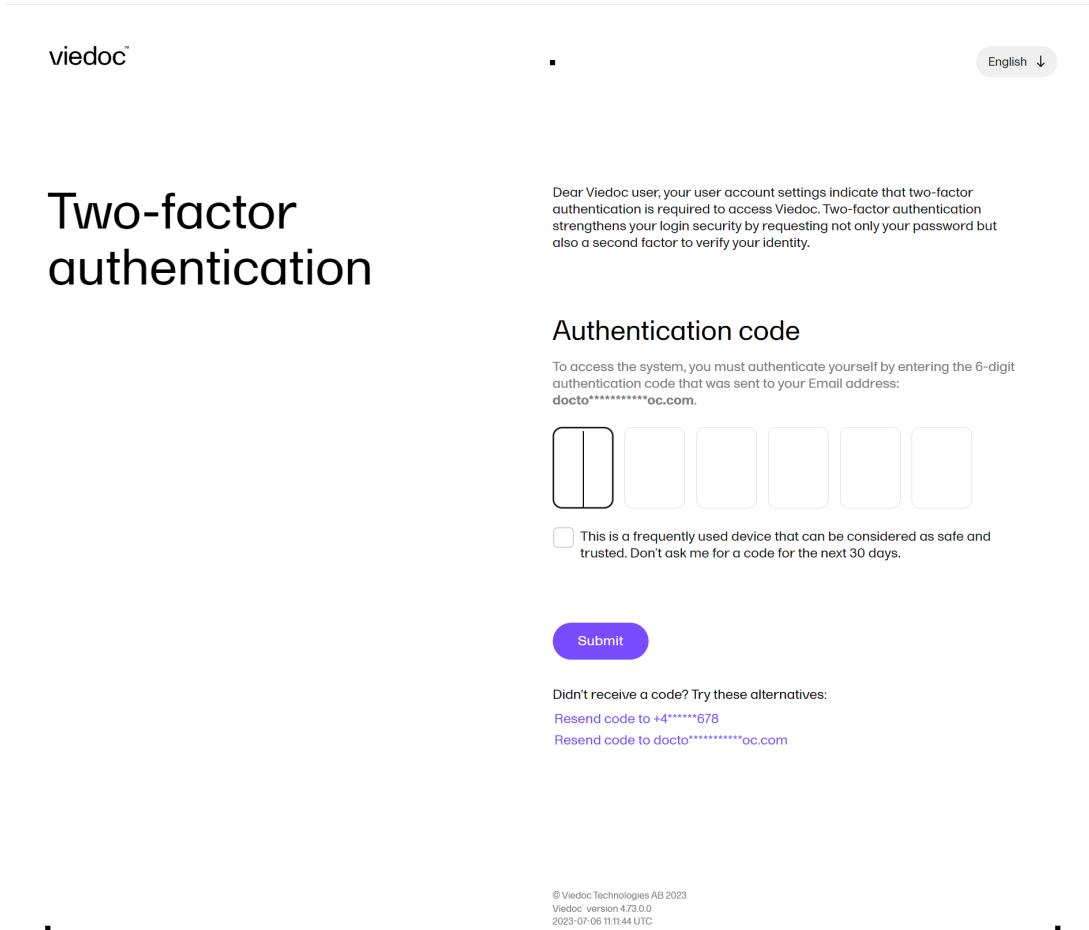 viedoc™
English ↓
Two-factor
authentication
Dear Viedoc user, your user account settings indicate that two-factor
authentication is required to access Viedoc. Two-factor authentication
strengthens your login security by requesting not only your password but
also a second factor to verify your identity.
Authentication code
To access the system, you must authenticate yourself by entering the 6-digit
authentication code that was sent to your Email address:
docto***********oc.com.
This is a frequently used device that can be considered as safe and
trusted. Don't ask me for a code for the next 30 days.
Submit
Didn't receive a code? Try these alternatives:
Resend code to +4******678
Resend code to docto***********oc.com
© Viedoc Technologies AB 2023
Viedoc™ version 4.73.0.0
2023-07-06 11:11:44 UTC